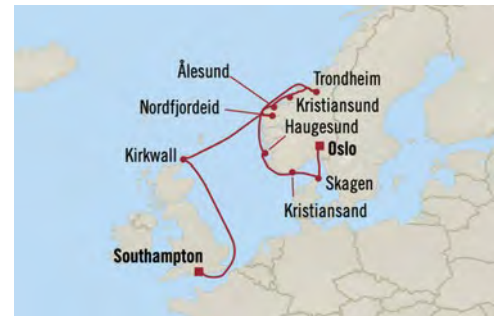 Ålesund
Trondheim
Nordfjordeid
Kristiansund
Haugesund
Oslo
Kirkwall
Skagen
Kristiansand
Southampton